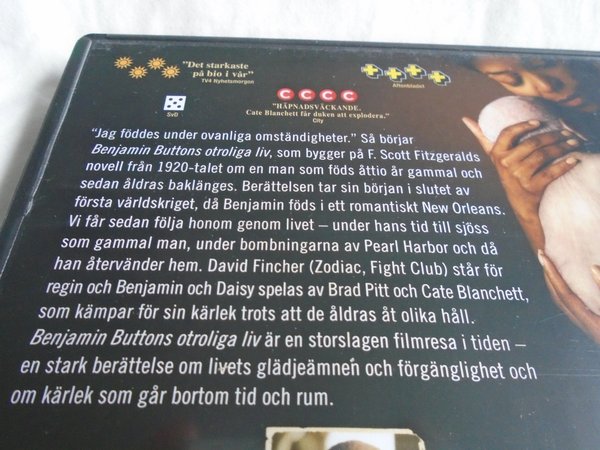 "Det starkaste
på bio i vår"
TV4 Nyhetsmorgon
SvD
C C C C
"HÄPNADSVÄCKANDE.
Cate Blanchett får duken att explodera."
City
Aftonbladet
"Jag föddes under ovanliga omständigheter." Så börjar
Benjamin Buttons otroliga liv, som bygger på F. Scott Fitzgeralds
novell från 1920-talet om en man som föds åttio år gammal och
sedan åldras baklänges. Berättelsen tar sin början i slutet av
första världskriget, då Benjamin föds i ett romantiskt New Orleans.
Vi får sedan följa honom genom livet – under hans tid till sjöss
som gammal man, under bombningarna av Pearl Harbor och då
han återvänder hem. David Fincher (Zodiac, Fight Club) står för
regin och Benjamin och Daisy spelas av Brad Pitt och Cate Blanchett,
som kämpar för sin kärlek trots att de åldras åt olika håll.
Benjamin Buttons otroliga liv är en storslagen filmresa i tiden –
en stark berättelse om livets glädjeämnen och förgänglighet och
om kärlek som går bortom tid och rum.